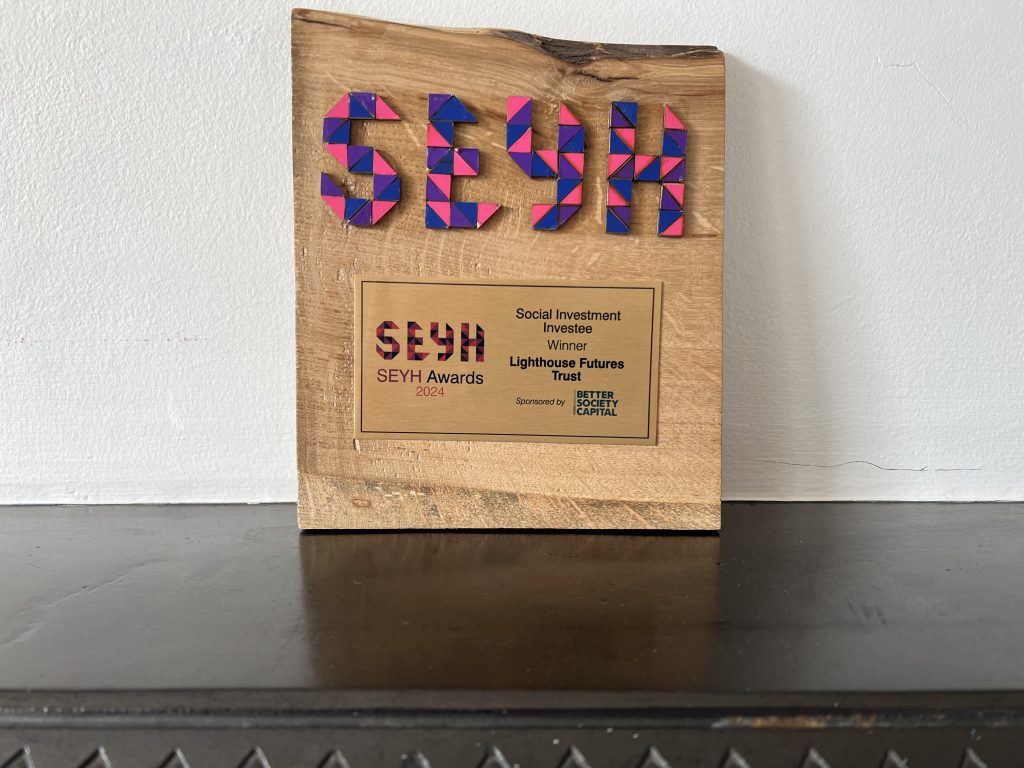 SEYH
SEYH
SEYH Awards
2024
Social Investment
Investee
Winner
Lighthouse Futures
Trust
Sponsored by
BETTER
SOCIETY
CAPITAL